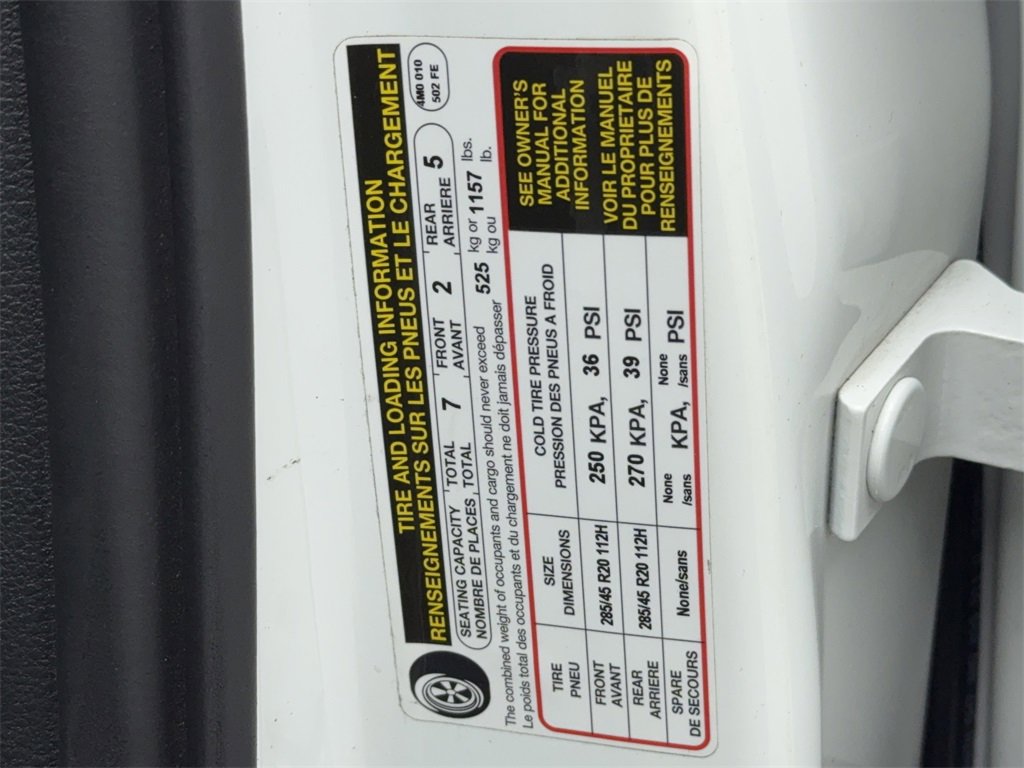 TIRE AND LOADING INFORMATION
RENSEIGNEMENTS SUR LES PNEUS ET LE CHARGEMENT
4M0 010
502 FE
SEATING CAPACITY TOTAL 7 FRONT 2 REAR 5
NOMBRE DE PLACES TOTAL AVANT ARRIERE
The combined weight of occupants and cargo should never exceed 525 kg or 1157 lbs.
Le poids total des occupants et du chargement ne doit jamais dépasser kg ou lb.
TIRE SIZE COLD TIRE PRESSURE
PNEU DIMENSIONS PRESSION DES PNEUS A FROID
FRONT 285/45 R20 112H 250 KPA, 36 PSI
AVANT
REAR 285/45 R20 112H 270 KPA, 39 PSI
ARRIERE
SPARE None/sans None KPA, None PSI
DE SECOURS /sans /sans
SEE OWNER'S
MANUAL FOR
ADDITIONAL
INFORMATION
VOIR LE MANUEL
DU PROPRIETAIRE
POUR PLUS DE
RENSEIGNEMENTS